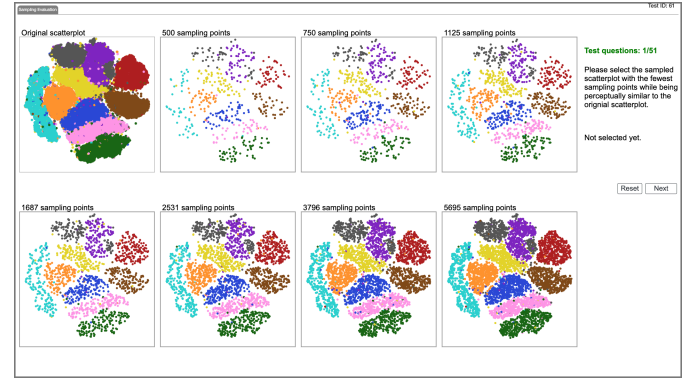 Sampling Evaluation
Test ID: 61
Original scatterplot
500 sampling points
750 sampling points
1125 sampling points
Test questions: 1/51
Please select the sampled
scatterplot with the fewest
sampling points while being
perceptually similar to the
orignial scatterplot.
Not selected yet.
Reset
Next
1687 sampling points
2531 sampling points
3796 sampling points
5695 sampling points